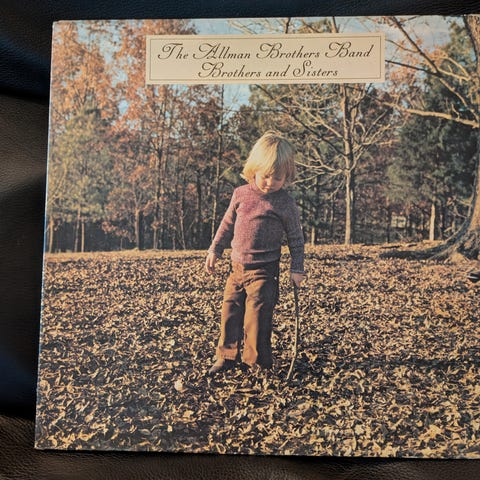 The Allman Brothers Band
Brothers and Sisters